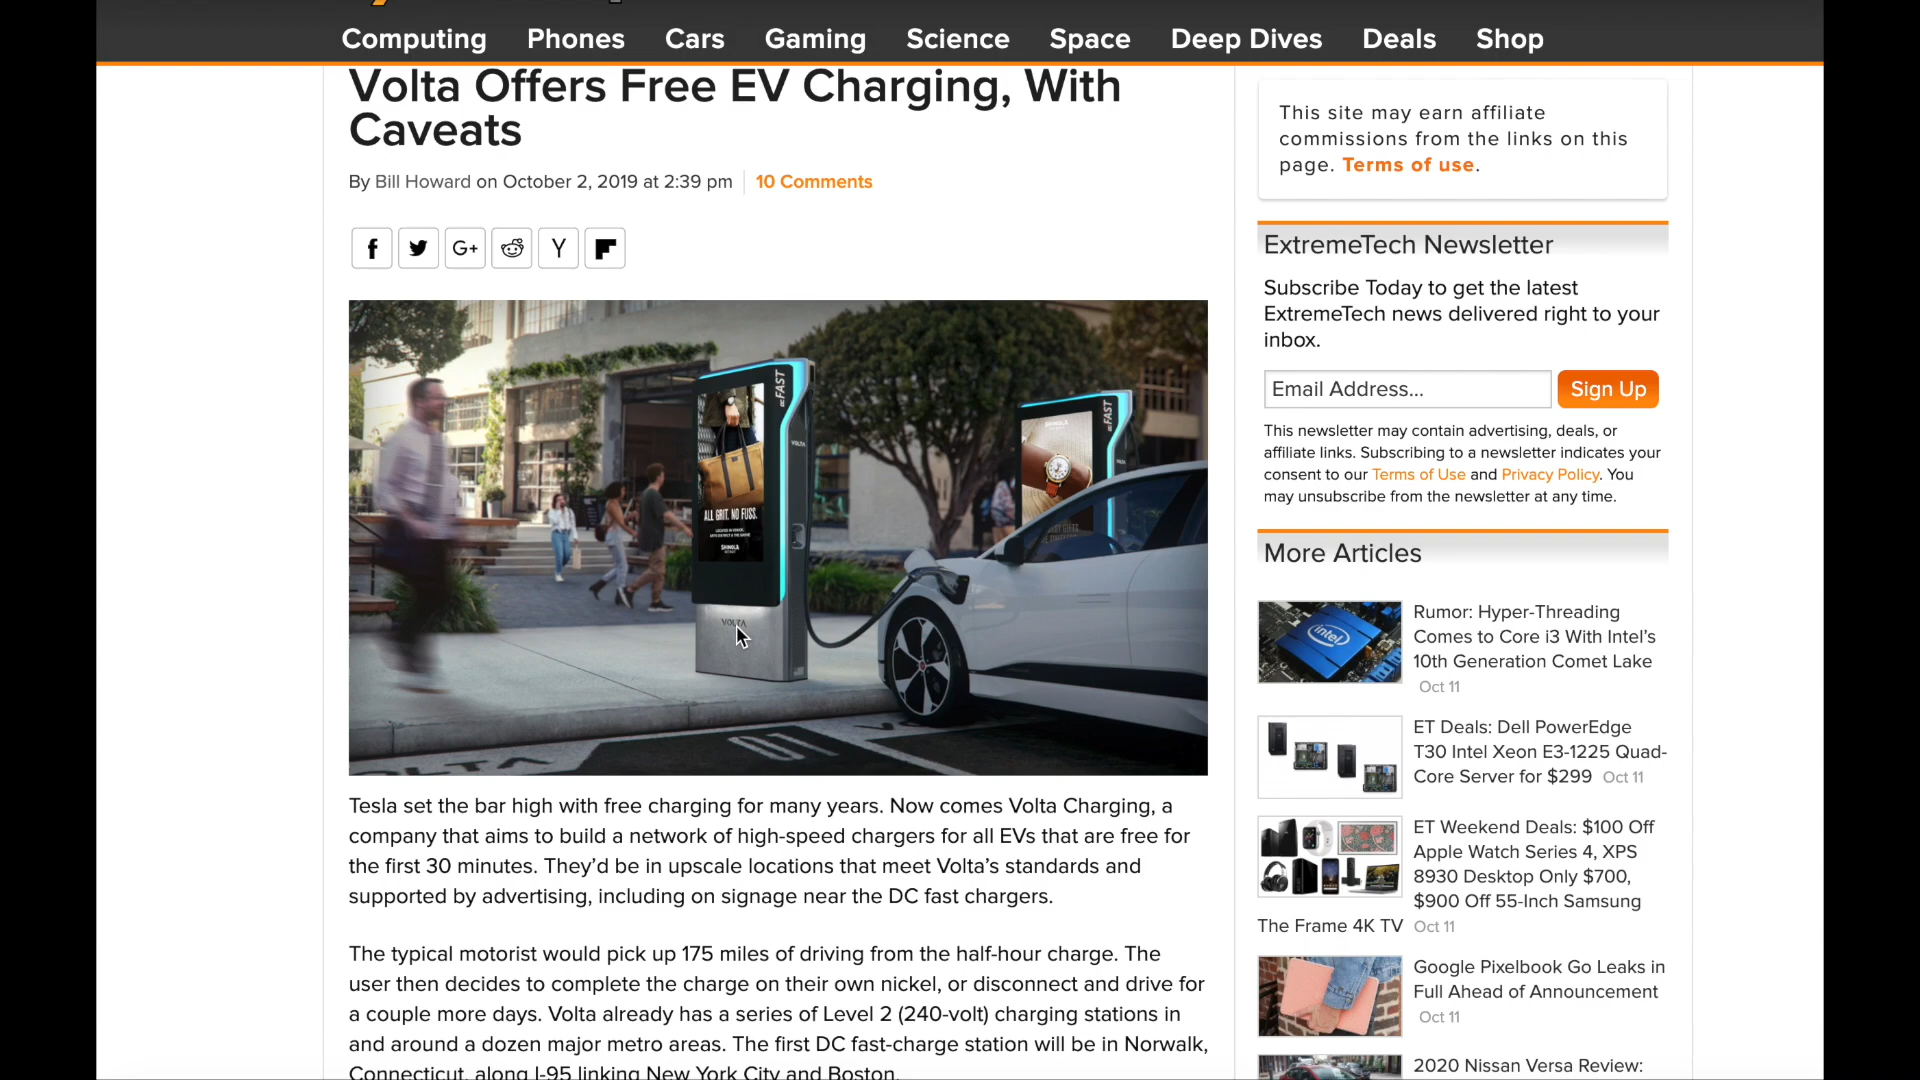 Computing Phones Cars Gaming Science Space Deep Dives Deals Shop
Volta Offers Free EV Charging, With
Caveats
By Bill Howard on October 2, 2019 at 2:39 pm 10 Comments
f G+ Y
DC FAST
VOLTA
ALL GRIT. NO FUSS.
SHINOLA
VOLTA
DC FAST
SHINOLA
Tesla set the bar high with free charging for many years. Now comes Volta Charging, a
company that aims to build a network of high-speed chargers for all EVs that are free for
the first 30 minutes. They’d be in upscale locations that meet Volta’s standards and
supported by advertising, including on signage near the DC fast chargers.
The typical motorist would pick up 175 miles of driving from the half-hour charge. The
user then decides to complete the charge on their own nickel, or disconnect and drive for
a couple more days. Volta already has a series of Level 2 (240-volt) charging stations in
and around a dozen major metro areas. The first DC fast-charge station will be in Norwalk,
Connecticut, along I-95 linking New York City and Boston.
This site may earn affiliate
commissions from the links on this
page. Terms of use.
ExtremeTech Newsletter
Subscribe Today to get the latest
ExtremeTech news delivered right to your
inbox.
Email Address... Sign Up
This newsletter may contain advertising, deals, or
affiliate links. Subscribing to a newsletter indicates your
consent to our Terms of Use and Privacy Policy. You
may unsubscribe from the newsletter at any time.
More Articles
intel
Rumor: Hyper-Threading
Comes to Core i3 With Intel’s
10th Generation Comet Lake
Oct 11
ET Deals: Dell PowerEdge
T30 Intel Xeon E3-1225 Quad-
Core Server for $299 Oct 11
ET Weekend Deals: $100 Off
Apple Watch Series 4, XPS
8930 Desktop Only $700,
$900 Off 55-Inch Samsung
The Frame 4K TV Oct 11
Google Pixelbook Go Leaks in
Full Ahead of Announcement
Oct 11
2020 Nissan Versa Review: